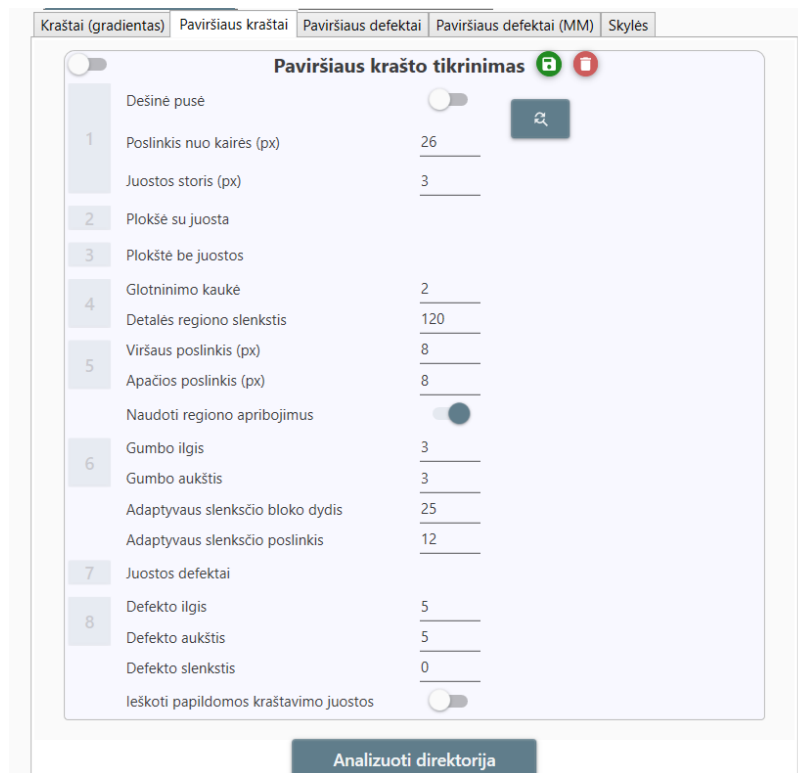 Kraštai (gradientas) Paviršiaus kraštai Paviršiaus defektai Paviršiaus defektai (MM) Skylės
Paviršiaus krašto tikrinimas
Dešinė pusė
1 Poslinkis nuo kairės (px) 26
Juostos storis (px) 3
2 Plokšė su juosta
3 Plokštė be juostos
4 Glotninimo kaukė 2
Detalės regiono slenkstis 120
5 Viršaus poslinkis (px) 8
Apačios poslinkis (px) 8
Naudoti regiono apribojimus
6 Gumbo ilgis 3
Gumbo aukštis 3
Adaptyvaus slenksčio bloko dydis 25
Adaptyvaus slenksčio poslinkis 12
7 Juostos defektai
8 Defekto ilgis 5
Defekto aukštis 5
Defekto slenkstis 0
Ieškoti papildomos kraštavimo juostos
Analizuoti direktorija